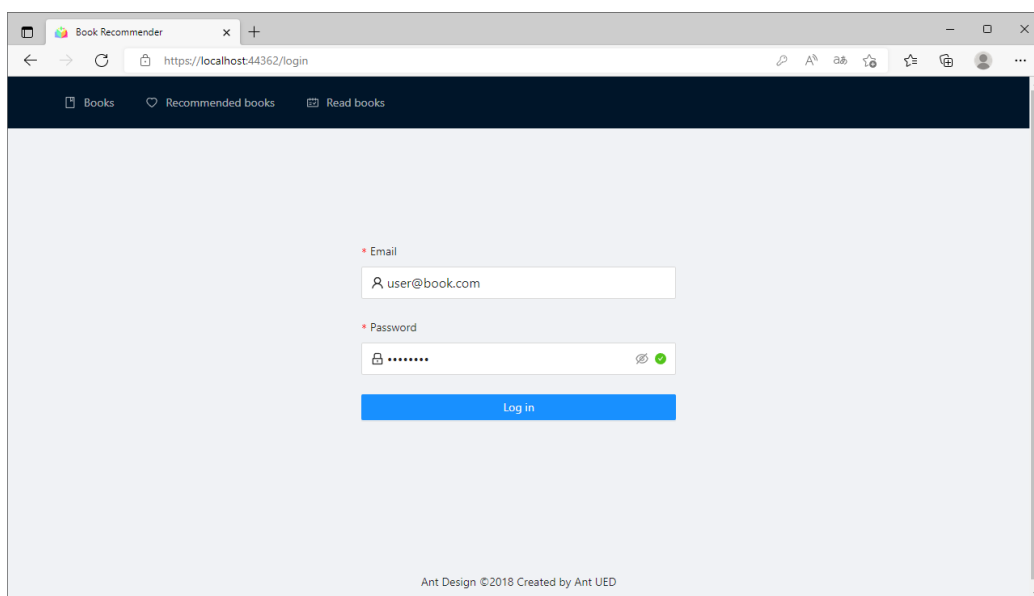 Book Recommender
https://localhost:44362/login
Books Recommended books Read books
* Email
user@book.com
* Password
••••••••
Log in
Ant Design ©2018 Created by Ant UED